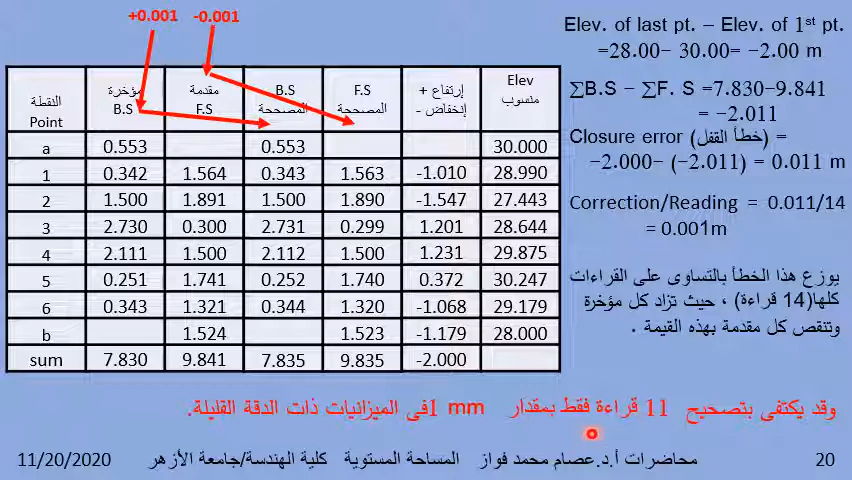 +0.001 -0.001
النقطة Point | مؤخرة B.S | مقدمة F.S | B.S المصححة | F.S المصححة | إرتفاع + إنخفاض - | Elev منسوب
a | 0.553 | | 0.553 | | | 30.000
1 | 0.342 | 1.564 | 0.343 | 1.563 | -1.010 | 28.990
2 | 1.500 | 1.891 | 1.500 | 1.890 | -1.547 | 27.443
3 | 2.730 | 0.300 | 2.731 | 0.299 | 1.201 | 28.644
4 | 2.111 | 1.500 | 2.112 | 1.500 | 1.231 | 29.875
5 | 0.251 | 1.741 | 0.252 | 1.740 | 0.372 | 30.247
6 | 0.343 | 1.321 | 0.344 | 1.320 | -1.068 | 29.179
b | | 1.524 | | 1.523 | -1.179 | 28.000
sum | 7.830 | 9.841 | 7.835 | 9.835 | -2.000 |
Elev. of last pt. – Elev. of 1st pt.
=28.00– 30.00= –2.00 m
∑B.S – ∑F. S =7.830–9.841
= –2.011
Closure error (خطأ القفل) =
–2.000– (–2.011) = 0.011 m
Correction/Reading = 0.011/14
= 0.001m
يوزع هذا الخطأ بالتساوى على القراءات
كلها(14 قراءة) ، حيث تزاد كل مؤخرة
وتنقص كل مقدمة بهذه القيمة .
وقد يكتفى بتصحيح 11 قراءة فقط بمقدار 1 mm فى الميزانيات ذات الدقة القليلة.
11/20/2020 محاضرات أ.د.عصام محمد فواز المساحة المستوية كلية الهندسة/جامعة الأزهر 20